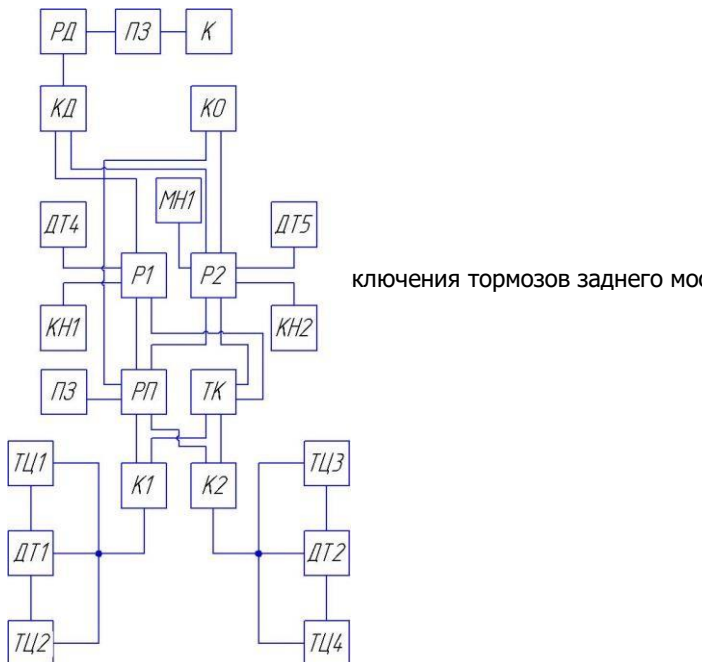 РД ПЗ К
КД КО
МН1
ДТ4 ДТ5
Р1 Р2 ключения тормозов заднего
КН1 КН2
ПЗ РП ТК
ТЦ1 ТЦ3
К1 К2
ДТ1 ДТ2
ТЦ2 ТЦ4